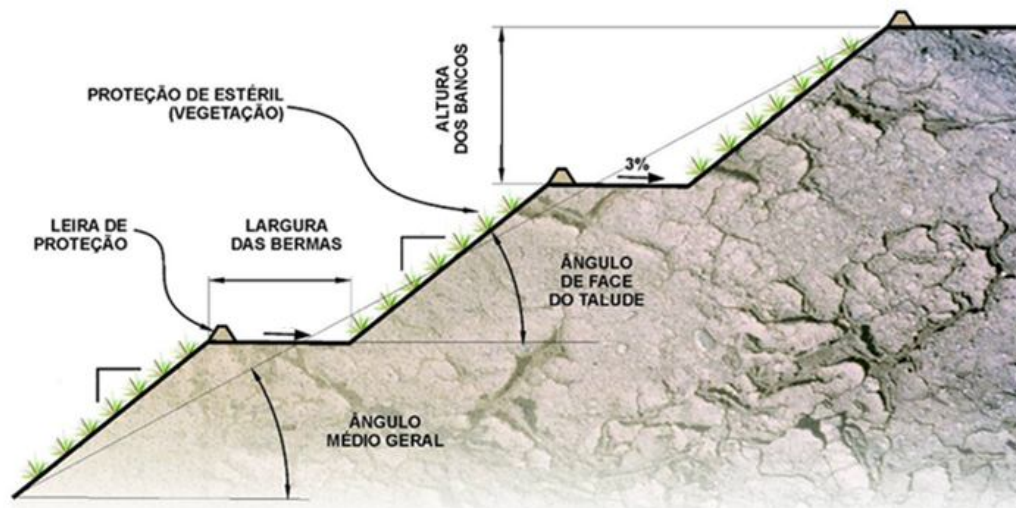 PROTEÇÃO DE ESTÉRIL
(VEGETAÇÃO)
ALTURA
DOS BANCOS
3%
LEIRA DE
PROTEÇÃO
LARGURA
DAS BERMAS
ÂNGULO
DE FACE
DO TALUDE
ÂNGULO
MÉDIO GERAL